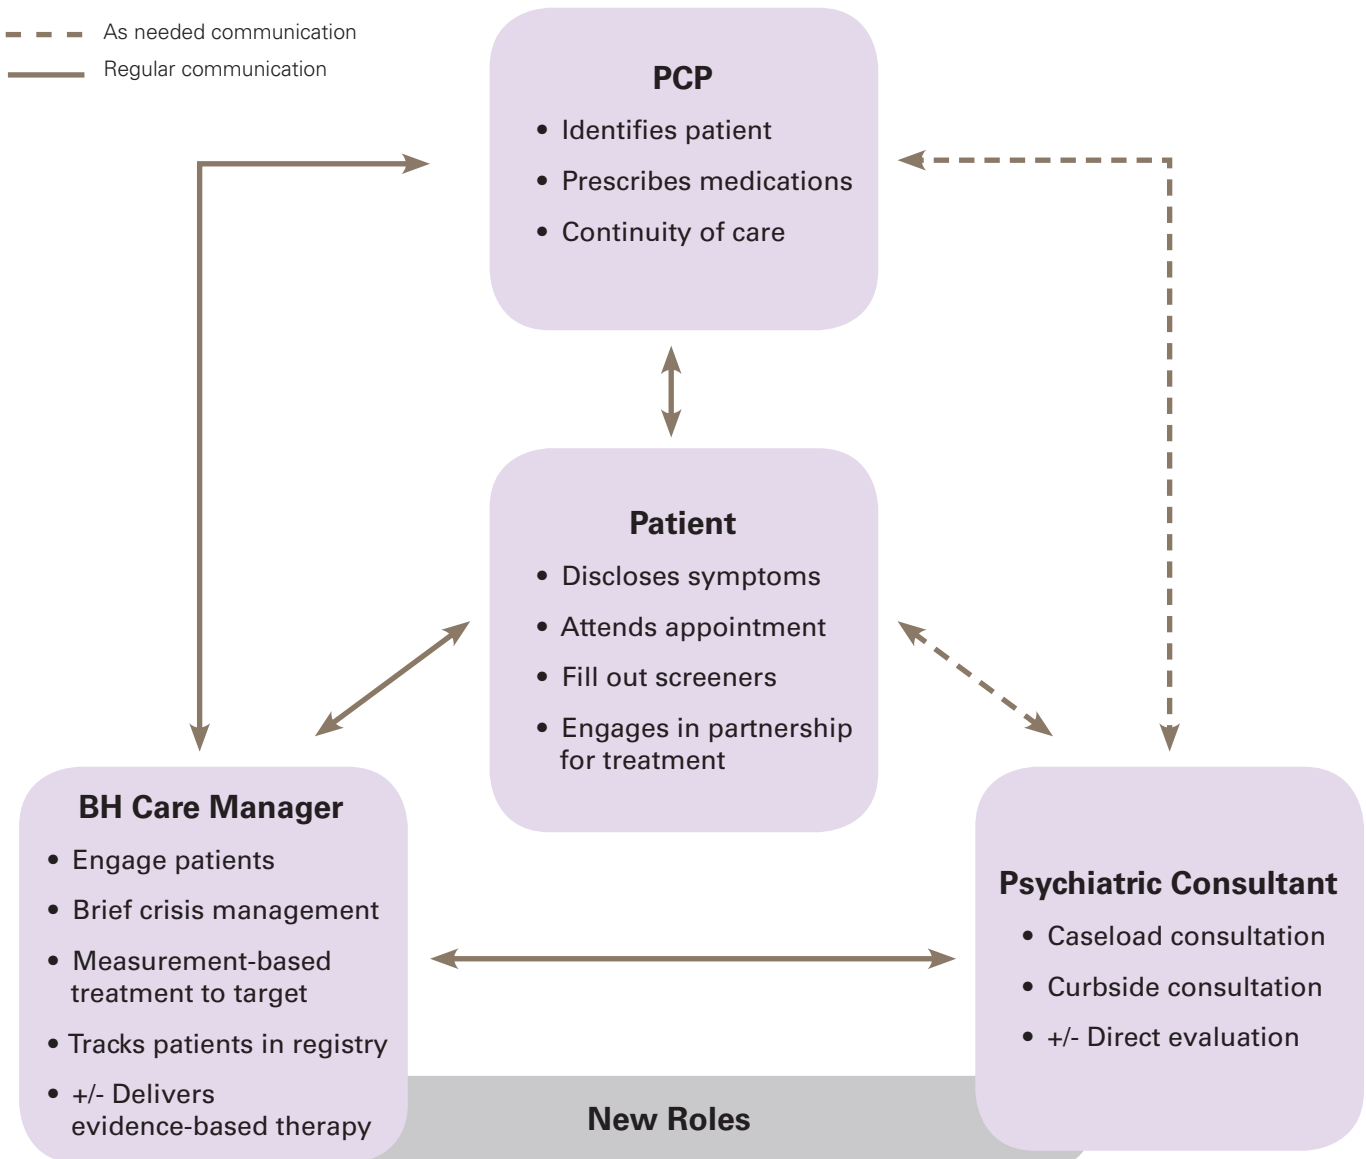 As needed communication
Regular communication
PCP
• Identifies patient
• Prescribes medications
• Continuity of care
Patient
• Discloses symptoms
• Attends appointment
• Fill out screeners
• Engages in partnership
for treatment
BH Care Manager
• Engage patients
• Brief crisis management
• Measurement-based
treatment to target
• Tracks patients in registry
• +/- Delivers
evidence-based therapy
Psychiatric Consultant
• Caseload consultation
• Curbside consultation
• +/- Direct evaluation
New Roles